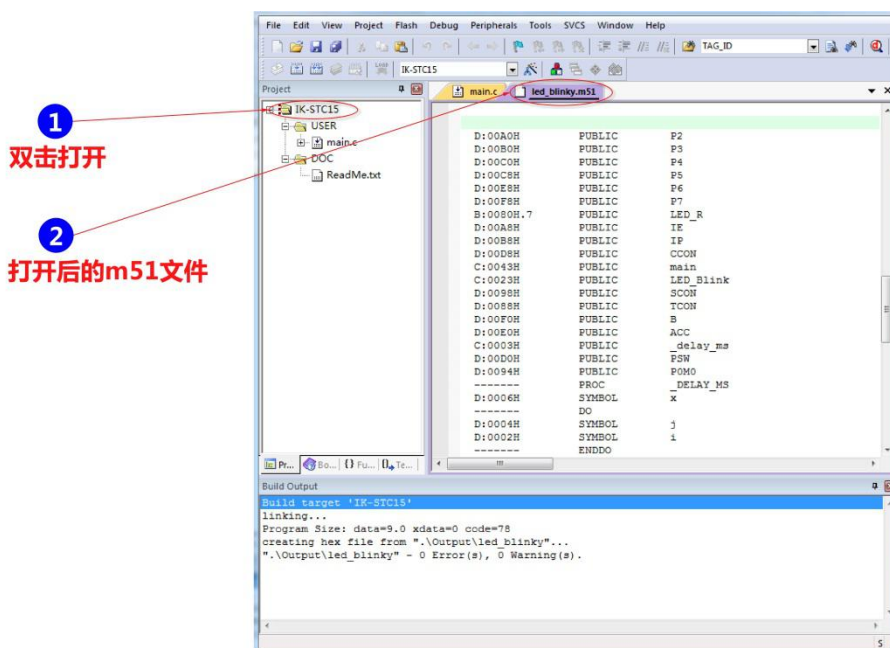 File Edit View Project Flash Debug Peripherals Tools SVCS Window Help
TAG_ID
IK-STC15
Project
main.c led_blinky.m51
1
双击打开
2
打开后的m51文件
IK-STC15
USER
main.c
DOC
ReadMe.txt
D:00A0H PUBLIC P2
D:00B0H PUBLIC P3
D:00C0H PUBLIC P4
D:00C8H PUBLIC P5
D:00E8H PUBLIC P6
D:00F8H PUBLIC P7
B:0080H.7 PUBLIC LED_R
D:00A8H PUBLIC IE
D:00B8H PUBLIC IP
D:00D8H PUBLIC CCON
C:0043H PUBLIC main
C:0023H PUBLIC LED_Blink
D:0098H PUBLIC SCON
D:0088H PUBLIC TCON
D:00F0H PUBLIC B
D:00E0H PUBLIC ACC
C:0003H PUBLIC _delay_ms
D:00D0H PUBLIC PSW
D:0094H PUBLIC P0M0
------- PROC _DELAY_MS
D:0006H SYMBOL x
------- DO
D:0004H SYMBOL j
D:0002H SYMBOL i
------- ENDDO
Pr... Bo... {} Fu... 0 Te...
Build Output
Build target 'IK-STC15'
linking...
Program Size: data=9.0 xdata=0 code=78
creating hex file from ".\Output\led_blinky"...
".\Output\led_blinky" - 0 Error(s), 0 Warning(s).
S